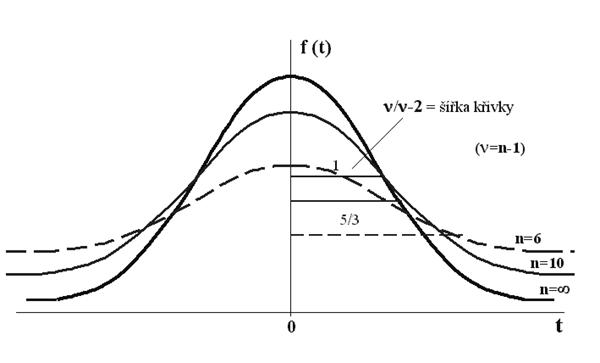 f (t)
ν/ν-2 = šířka křivky
(ν=n-1)
1
5/3
n=6
n=10
n=∞
0
t